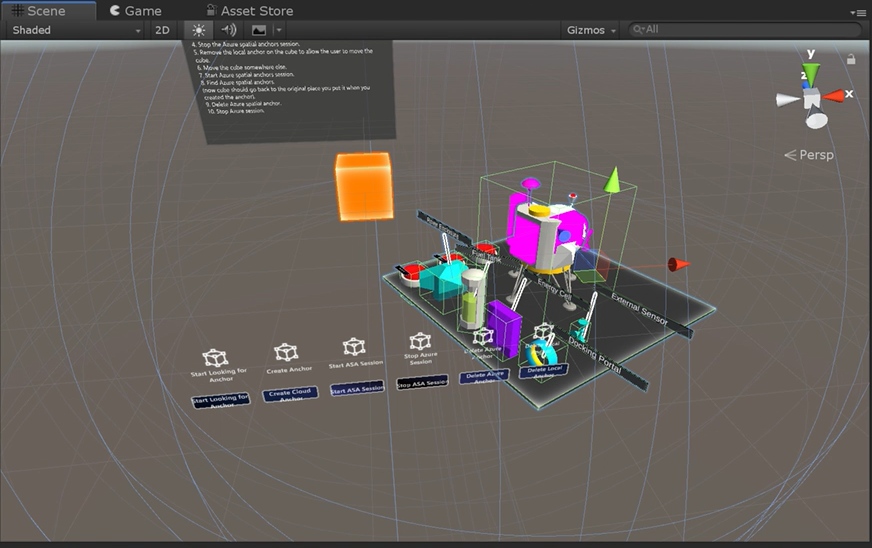 Scene
Game
Asset Store
Shaded
2D
Gizmos
All
4. Stop the Azure spatial anchors session.
5. Remove the local anchor on the cube to allow the user to move the
cube.
6. Move the cube somewhere else.
7. Start Azure spatial anchors session.
8. Find Azure spatial anchors.
(now cube should go back to the original place you put it when you
created the anchor).
9. Delete Azure spatial anchor.
10. Stop Azure session.
y
z
x
Persp
Fuel Tank
Energy Cell
External Sensor
Docking Portal
Start Looking for
Anchor
Create Anchor
Start ASA Session
Stop Azure
Session
Delete Azure
Anchor
Start Looking for
Anchor
Create Cloud
Anchor
Start ASA Session
Stop ASA Session
Delete Azure
Anchor
Delete Local
Anchor